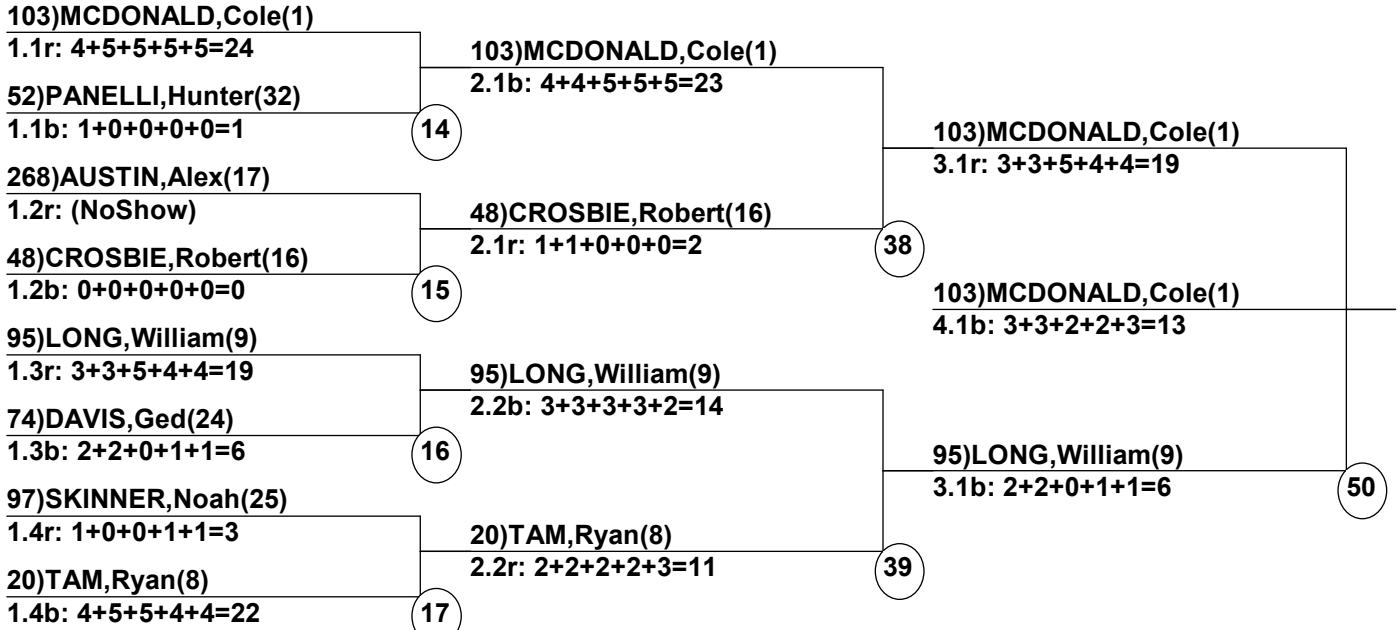 103)MCDONALD,Cole(1)
1.1r: 4+5+5+5+5=24
52)PANELLI,Hunter(32)
1.1b: 1+0+0+0+0=1
14
268)AUSTIN,Alex(17)
1.2r: (NoShow)
48)CROSBIE,Robert(16)
1.2b: 0+0+0+0+0=0
15
95)LONG,William(9)
1.3r: 3+3+5+4+4=19
74)DAVIS,Ged(24)
1.3b: 2+2+0+1+1=6
16
97)SKINNER,Noah(25)
1.4r: 1+0+0+1+1=3
20)TAM,Ryan(8)
1.4b: 4+5+5+4+4=22
17
103)MCDONALD,Cole(1)
2.1b: 4+4+5+5+5=23
48)CROSBIE,Robert(16)
2.1r: 1+1+0+0+0=2
38
95)LONG,William(9)
2.2b: 3+3+3+3+2=14
20)TAM,Ryan(8)
2.2r: 2+2+2+2+3=11
39
103)MCDONALD,Cole(1)
3.1r: 3+3+5+4+4=19
103)MCDONALD,Cole(1)
4.1b: 3+3+2+2+3=13
95)LONG,William(9)
3.1b: 2+2+0+1+1=6
50